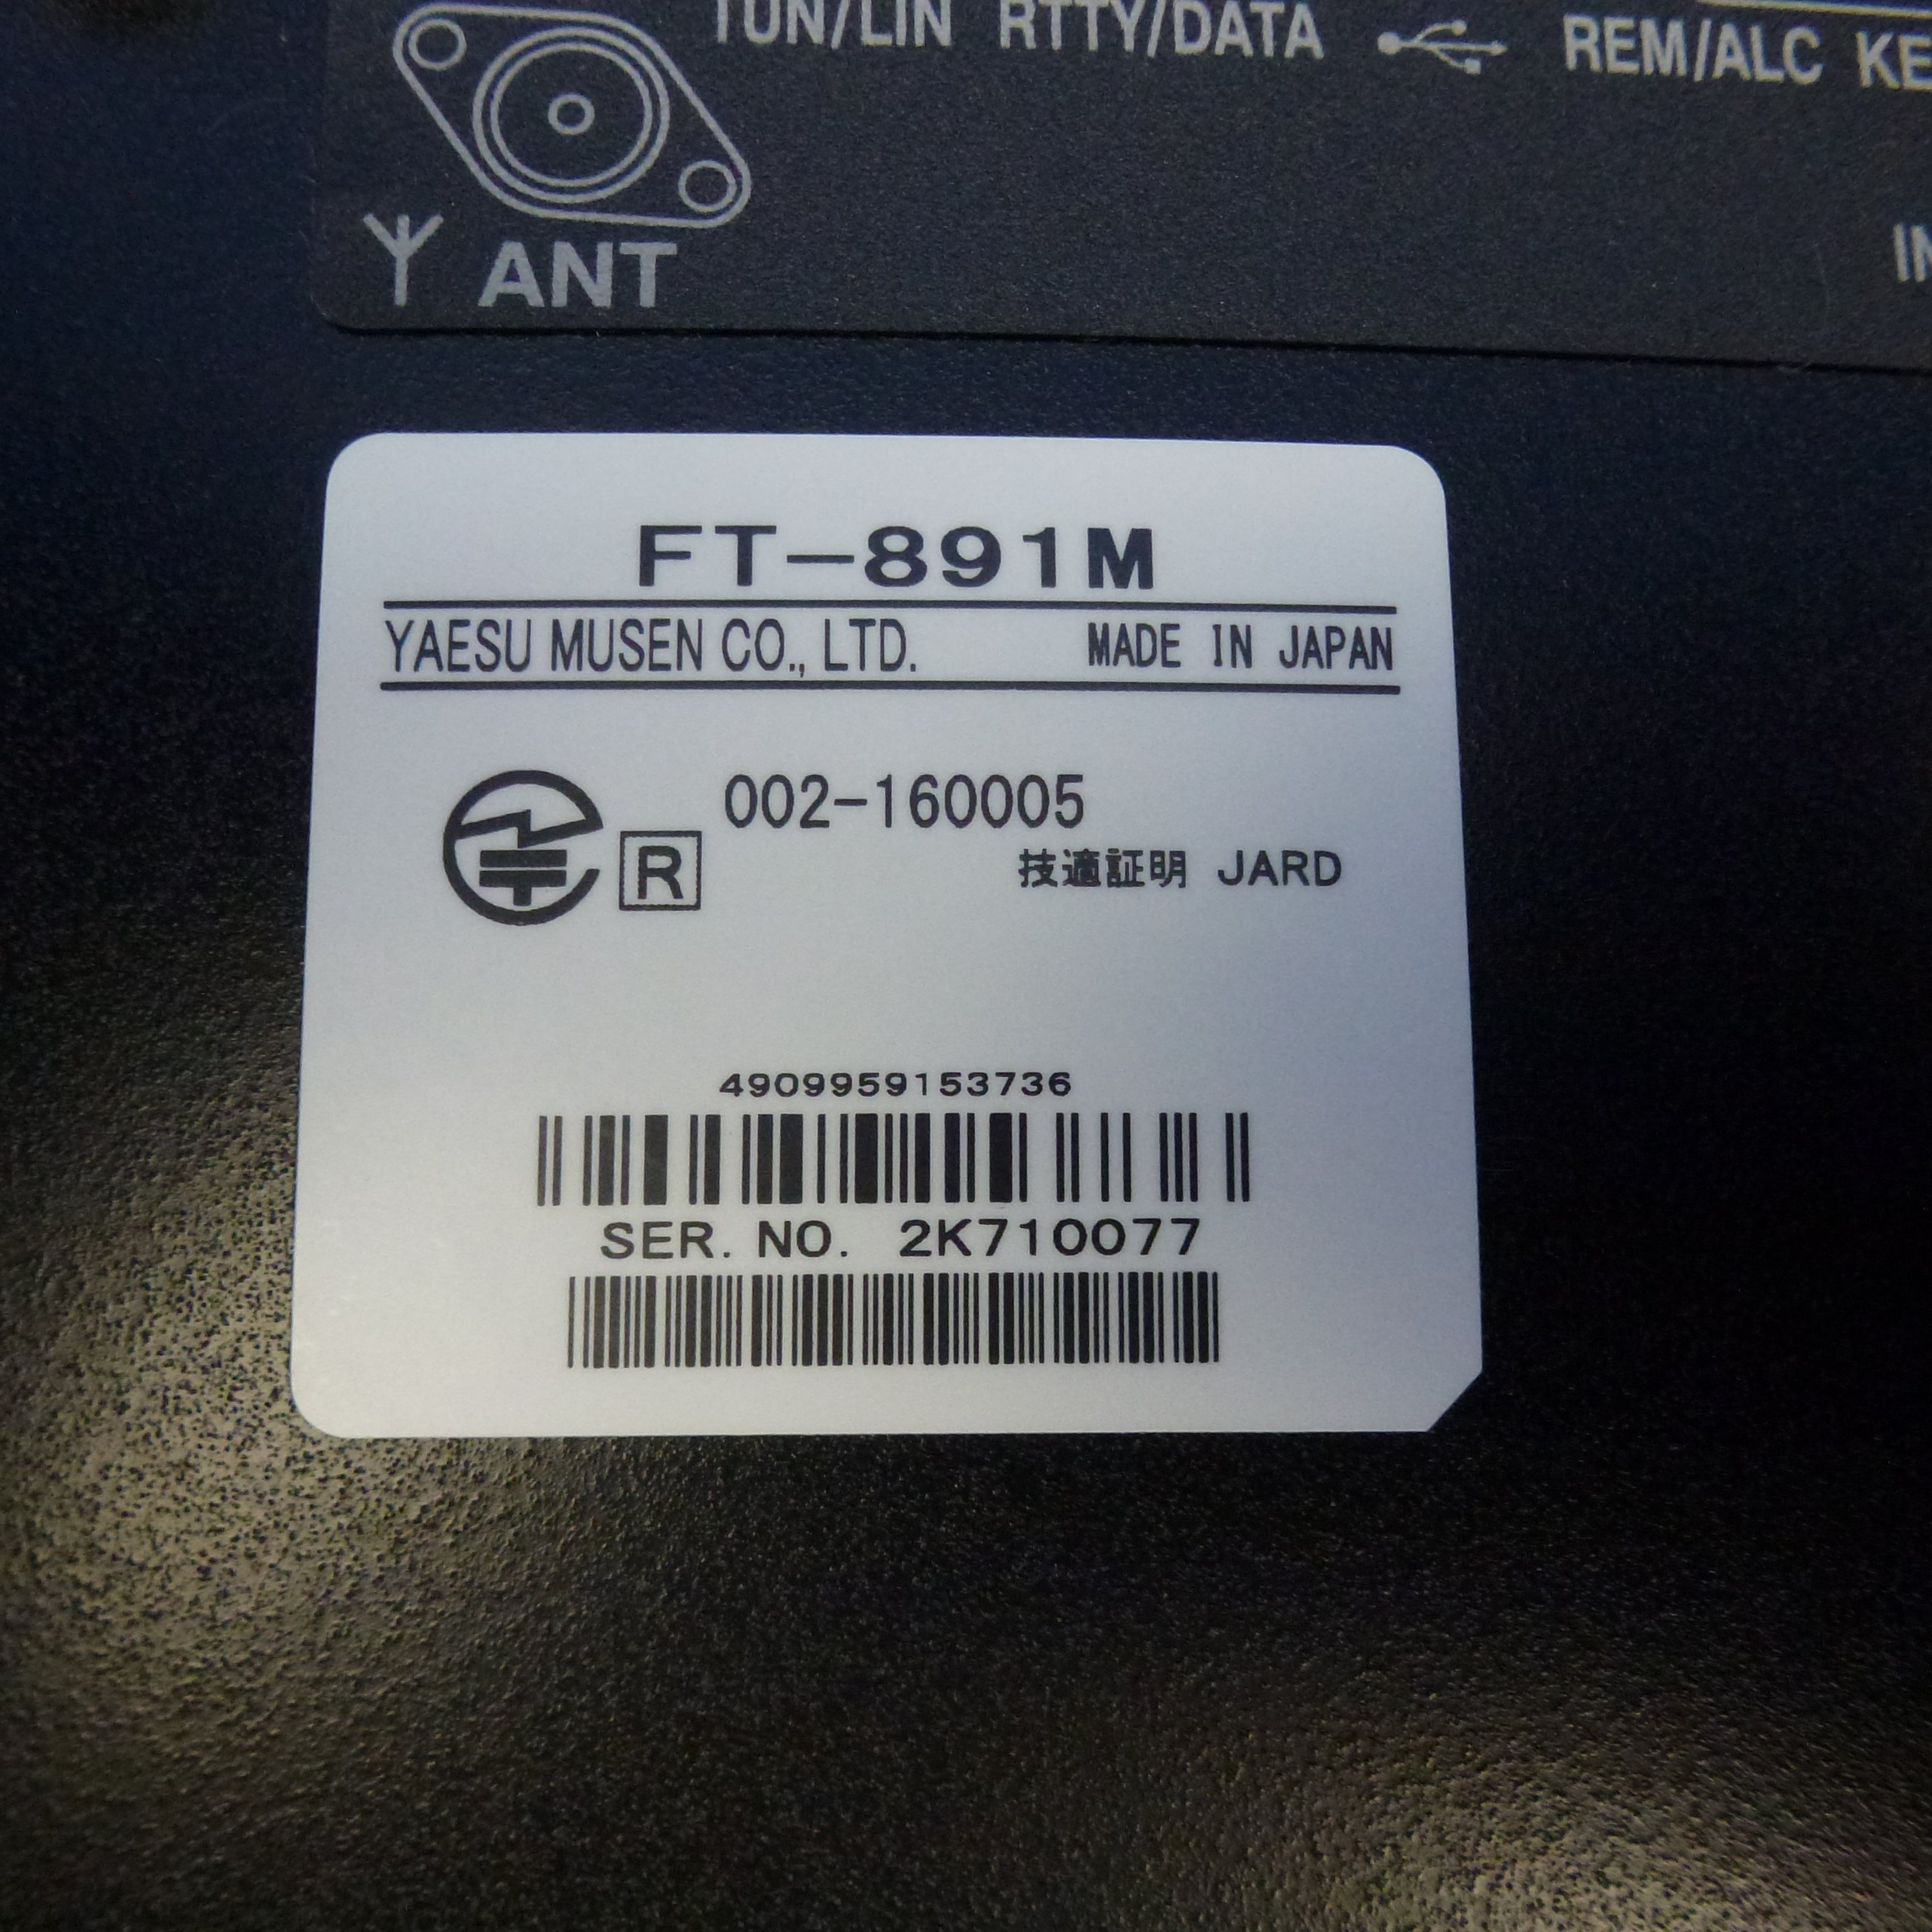 TUN/LIN RTTY/DATA REM/ALC
ANT
FT-891M
YAESU MUSEN CO., LTD. MADE IN JAPAN
R 002-160005
技適証明 JARD
4909959153736
SER. NO. 2K710077